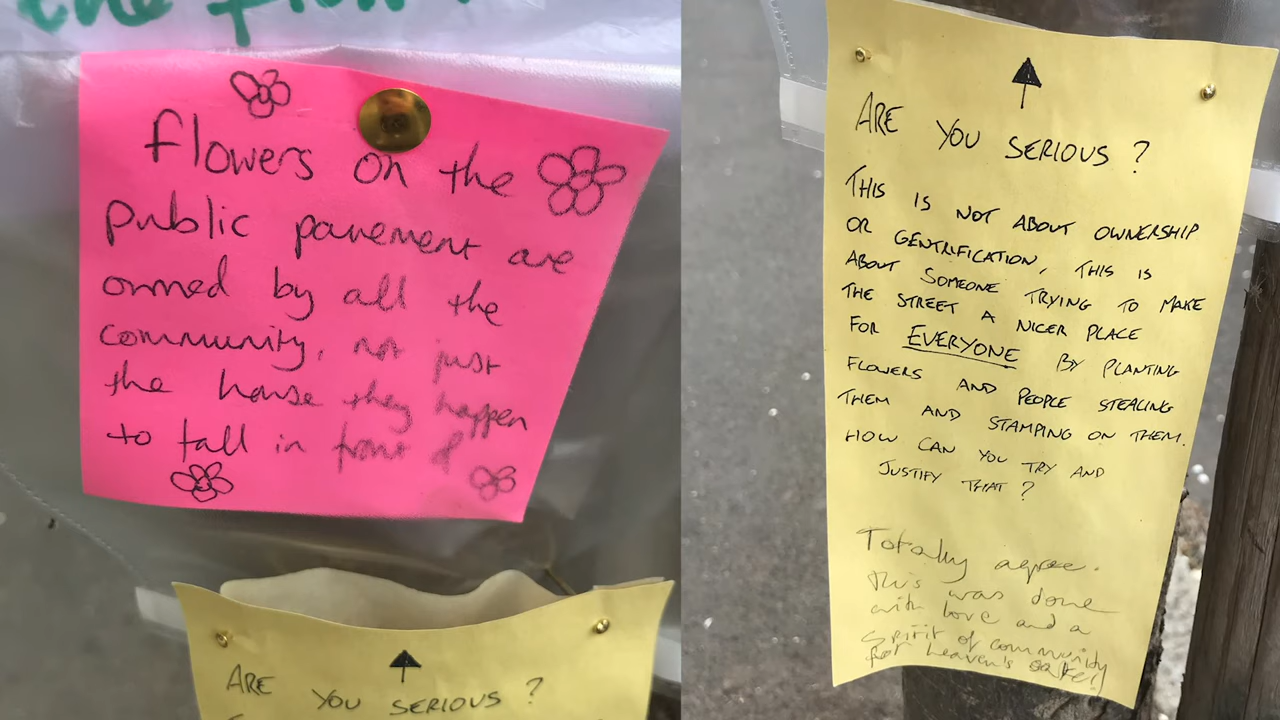 the flow
flowers on the
public pavement are
owned by all the
community, not just
the house they happen
to fall in front of
ARE YOU SERIOUS ?
ARE YOU SERIOUS ?
THIS IS NOT ABOUT OWNERSHIP
OR GENTRIFICATION, THIS IS
ABOUT SOMEONE TRYING TO MAKE
THE STREET A NICER PLACE
FOR EVERYONE BY PLANTING
FLOWERS AND PEOPLE STEALING
THEM AND STAMPING ON THEM.
HOW CAN YOU TRY AND
JUSTIFY THAT ?
Totally agree.
this was done
with love and a
spirit of community
for heaven's sake!